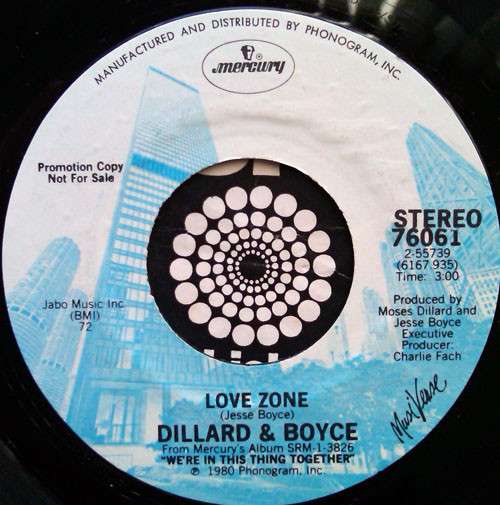 MANUFACTURED AND DISTRIBUTED BY PHONOGRAM, INC.
mercury
®
Promotion Copy
Not For Sale
STEREO
76061
2-55739
(6167 935)
Time: 3:00
Jabo Music Inc.
(BMI)
72
Produced by
Moses Dillard and
Jesse Boyce
Executive
Producer:
Charlie Fach
MusiVerse
LOVE ZONE
(Jesse Boyce)
DILLARD & BOYCE
From Mercury's Album SRM-1-3826
"WE'RE IN THIS THING TOGETHER"
℗ 1980 Phonogram, Inc.